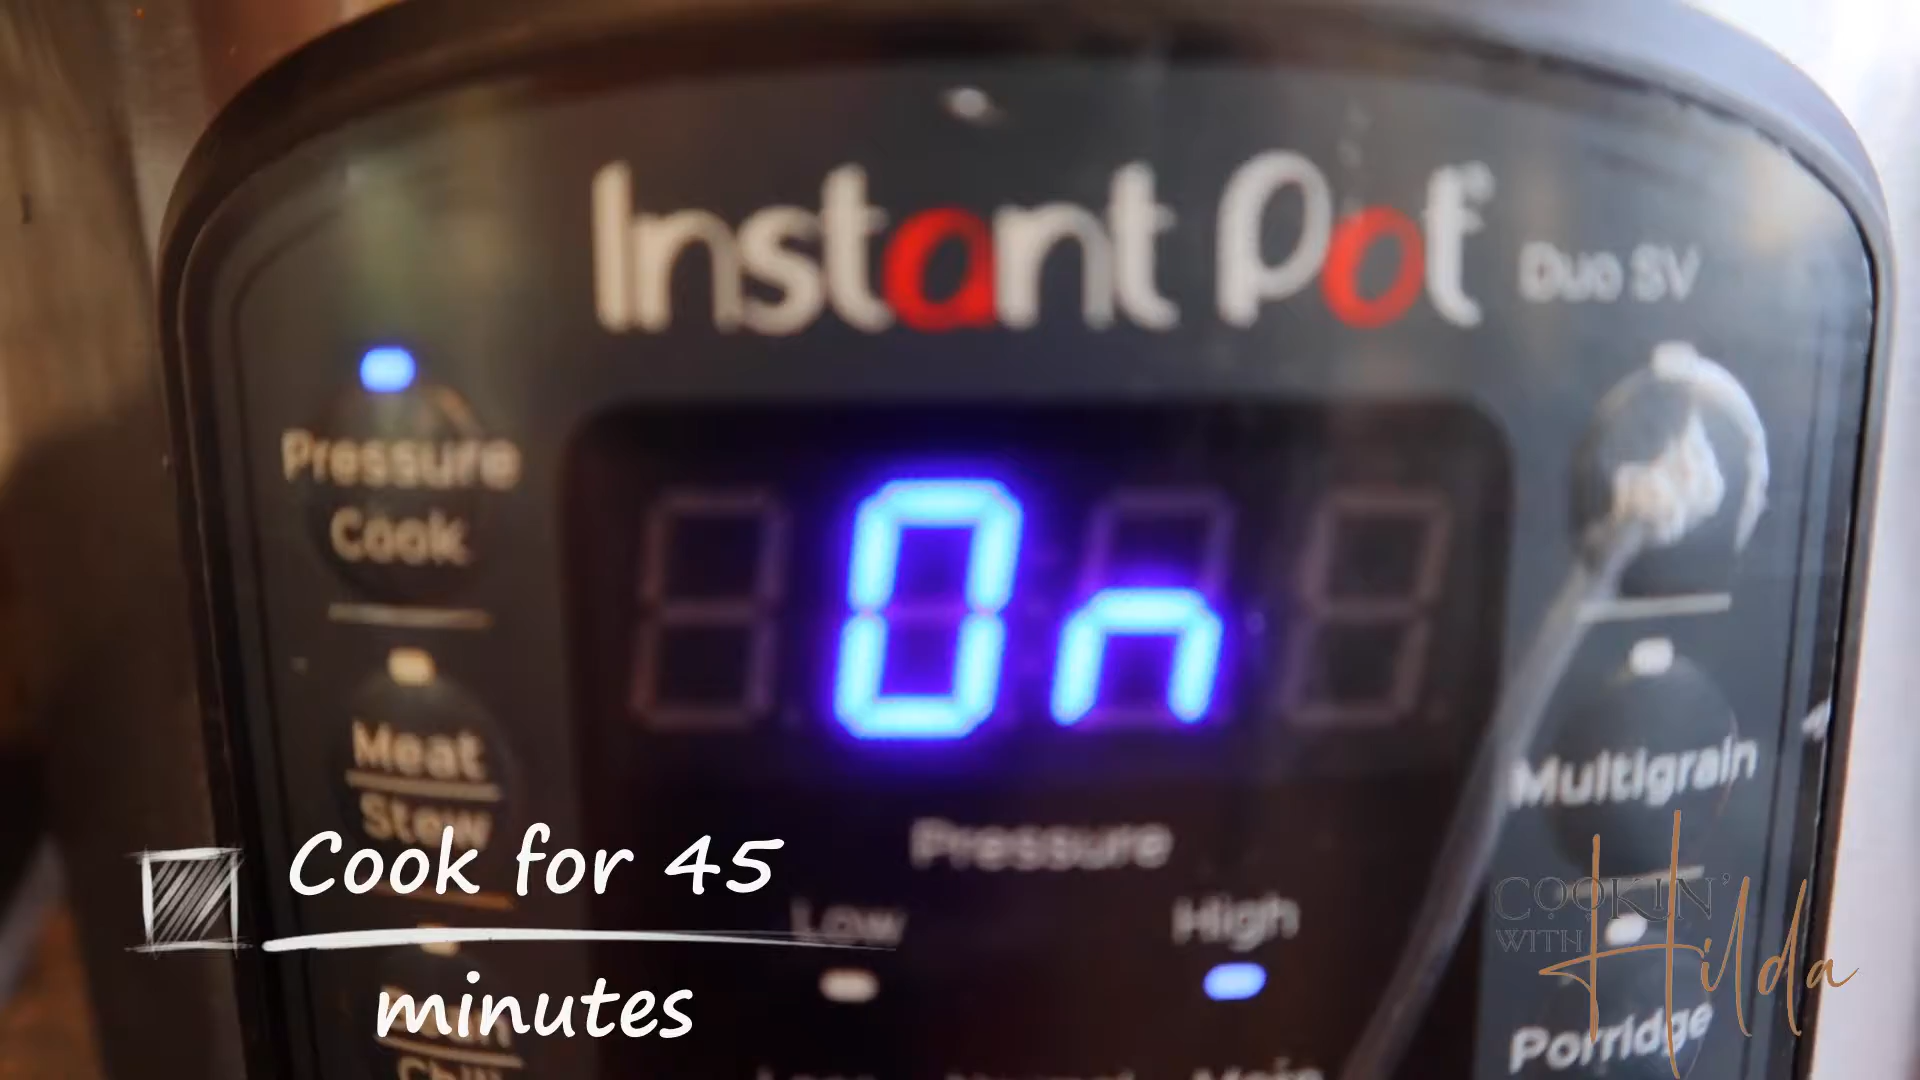 Instant Pot
Duo SV
Pressure
Cook
On
Meat
Stew
Multigrain
Pressure
Low
High
Porridge
Cook for 45
minutes
COOKIN'
WITH Hilda